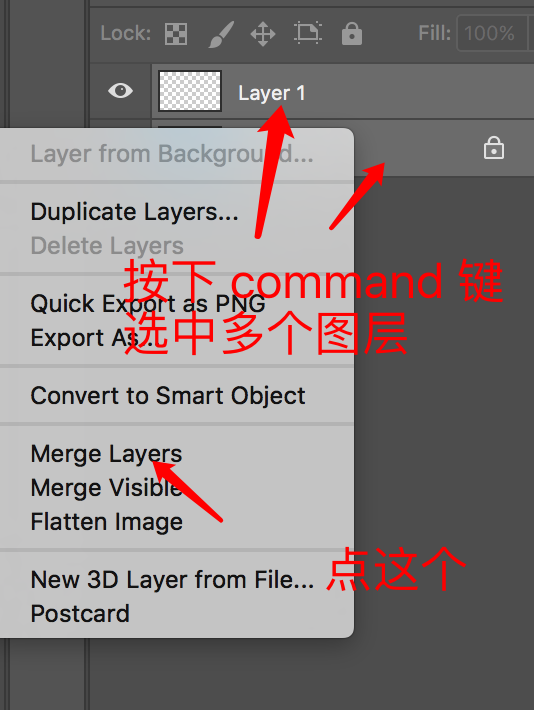 Lock:
Fill: 100%
Layer 1
Layer from Background...
Duplicate Layers...
Delete Layers
按下 command 键
选中多个图层
Quick Export as PNG
Export As...
Convert to Smart Object
Merge Layers
Merge Visible
Flatten Image
点这个
New 3D Layer from File...
Postcard